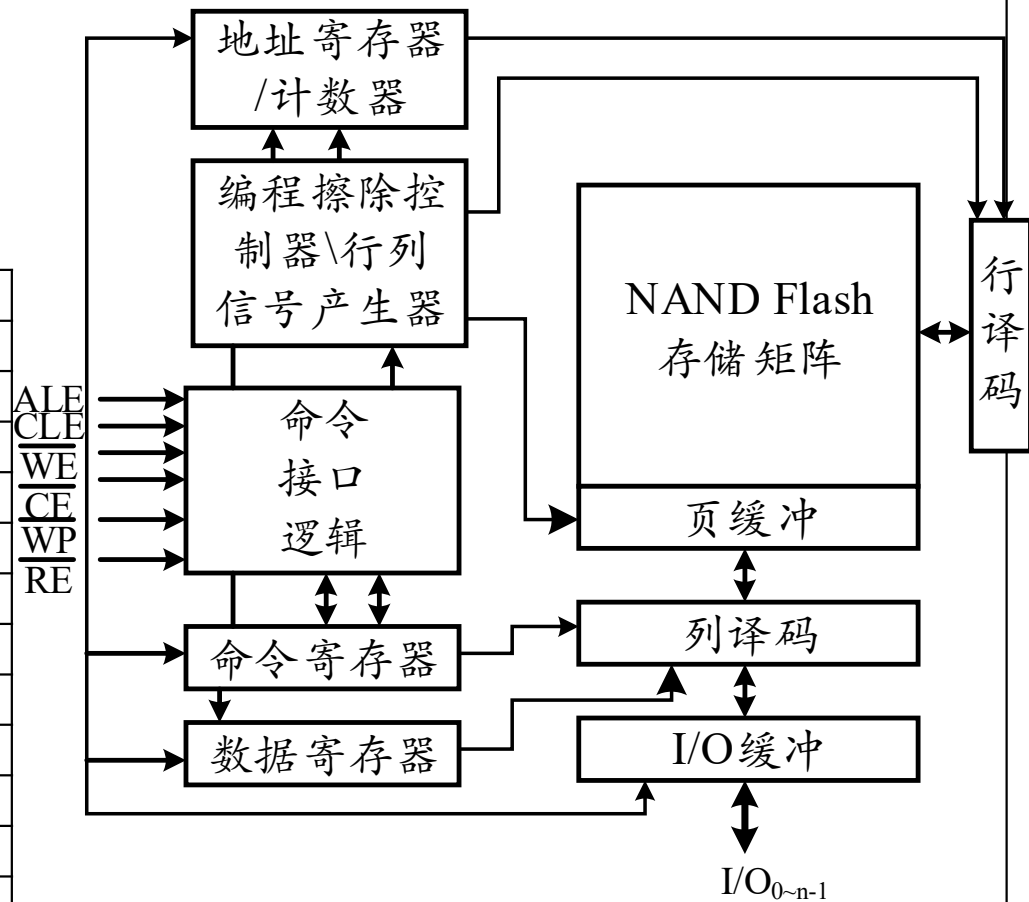 地址寄存器
/计数器
编程擦除控
制器\行列
信号产生器
NAND Flash
存储矩阵
行
译
码
ALE
CLE
WE
CE
WP
RE
命令
接口
逻辑
页缓冲
列译码
命令寄存器
数据寄存器
I/O缓冲
I/O0~n-1